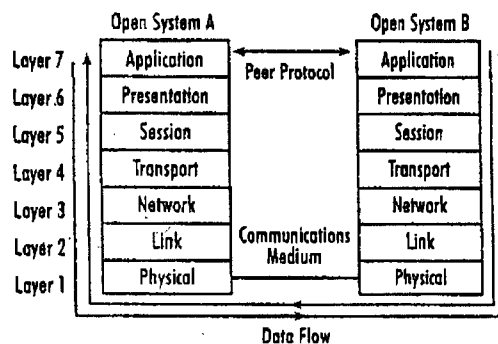 Open System A
Open System B
Layer 7
Application
Peer Protocol
Application
Layer 6
Presentation
Presentation
Layer 5
Session
Session
Layer 4
Transport
Transport
Layer 3
Network
Network
Layer 2
Link
Communications
Medium
Link
Layer 1
Physical
Physical
Data Flow